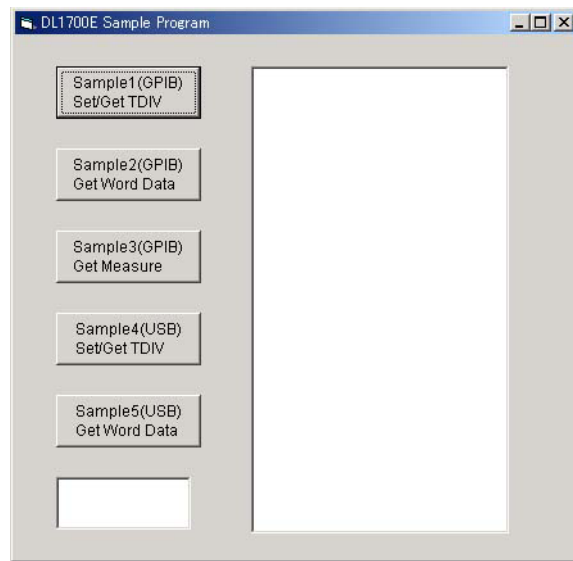 DL1700E Sample Program
Sample1(GPIB)
Set/Get TDIV
Sample2(GPIB)
Get Word Data
Sample3(GPIB)
Get Measure
Sample4(USB)
Set/Get TDIV
Sample5(USB)
Get Word Data